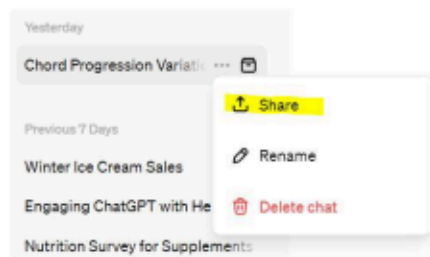 Yesterday
Chord Progression Variati
Share
Previous 7 Days
Rename
Winter Ice Cream Sales
Engaging ChatGPT with He
Delete chat
Nutrition Survey for Supplements